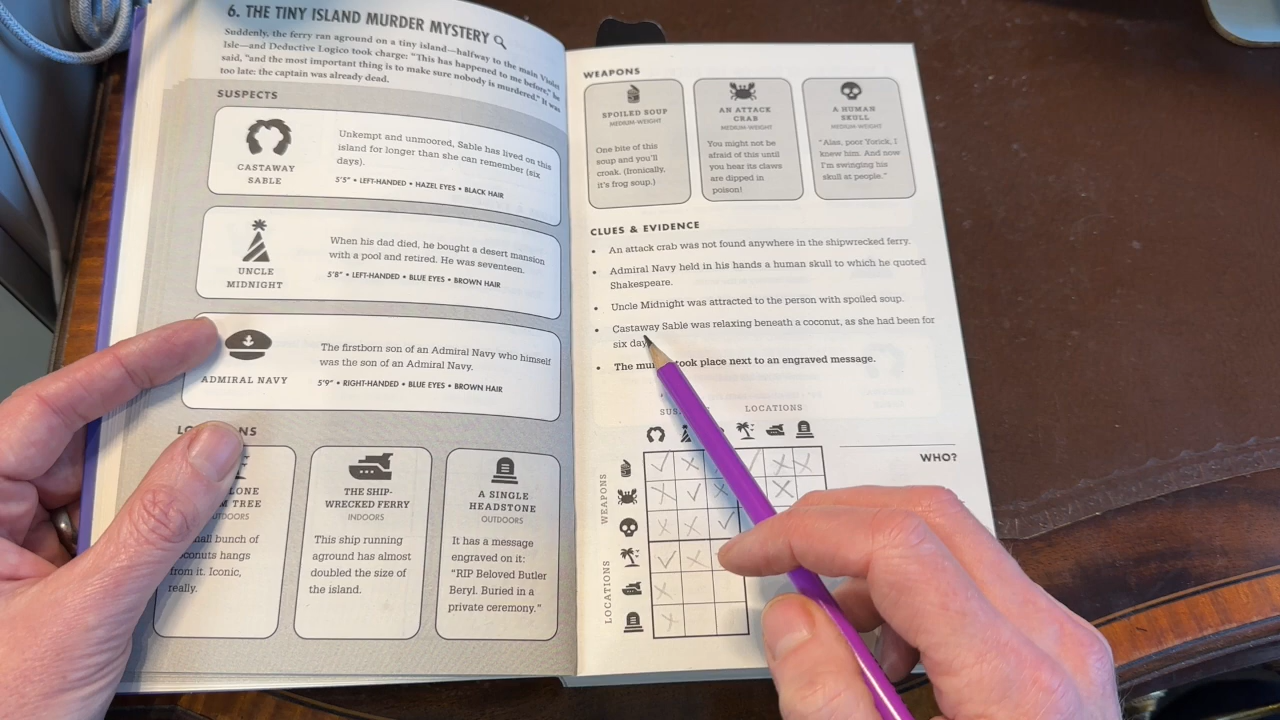 6. THE TINY ISLAND MURDER MYSTERY
Suddenly, the ferry ran aground on a tiny island—halfway to the main Violet
Isle—and Deductive Logico took charge: "This has happened to me before," he
said, "and the most important thing is to make sure nobody is murdered." It was
too late: the captain was already dead.
SUSPECTS
CASTAWAY
SABLE
Unkempt and unmoored, Sable has lived on this
island for longer than she can remember (six
days).
5'5" • LEFT-HANDED • HAZEL EYES • BLACK HAIR
UNCLE
MIDNIGHT
When his dad died, he bought a desert mansion
with a pool and retired. He was seventeen.
5'8" • LEFT-HANDED • BLUE EYES • BROWN HAIR
ADMIRAL NAVY
The firstborn son of an Admiral Navy who himself
was the son of an Admiral Navy.
5'9" • RIGHT-HANDED • BLUE EYES • BROWN HAIR
LONE
TREE
hangs
from it. Iconic,
really.
THE SHIP-
WRECKED FERRY
INDOORS
This ship running
aground has almost
doubled the size of
the island.
A SINGLE
HEADSTONE
OUTDOORS
It has a message
engraved on it:
"RIP Beloved Butler
Beryl. Buried in a
private ceremony."
WEAPONS
SPOILED SOUP
MEDIUM-WEIGHT
One bite of this
soup and you'll
croak. (Ironically,
it's frog soup.)
AN ATTACK
CRAB
MEDIUM-WEIGHT
You might not be
afraid of this until
you hear its claws
are dipped in
poison!
A HUMAN
SKULL
MEDIUM-WEIGHT
"Alas, poor Yorick, I
knew him. And now
I'm swinging his
skull at people."
CLUES & EVIDENCE
• An attack crab was not found anywhere in the shipwrecked ferry.
• Admiral Navy held in his hands a human skull to which he quoted
Shakespeare.
• Uncle Midnight was attracted to the person with spoiled soup.
• Castaway Sable was relaxing beneath a coconut, as she had been for
six
• The took place next to an engraved message.
LOCATIONS
WEAPONS
LOCATIONS
WHO?